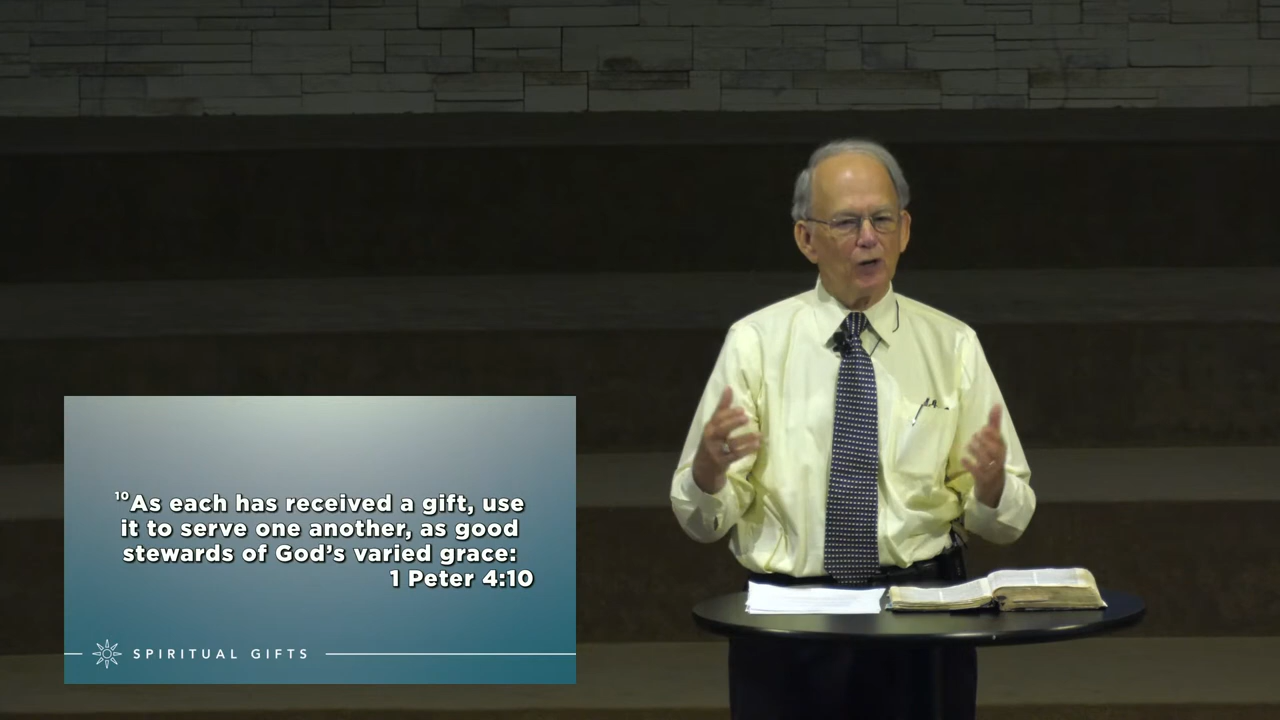 ¹⁰As each has received a gift, use
it to serve one another, as good
stewards of God’s varied grace:
1 Peter 4:10
SPIRITUAL GIFTS